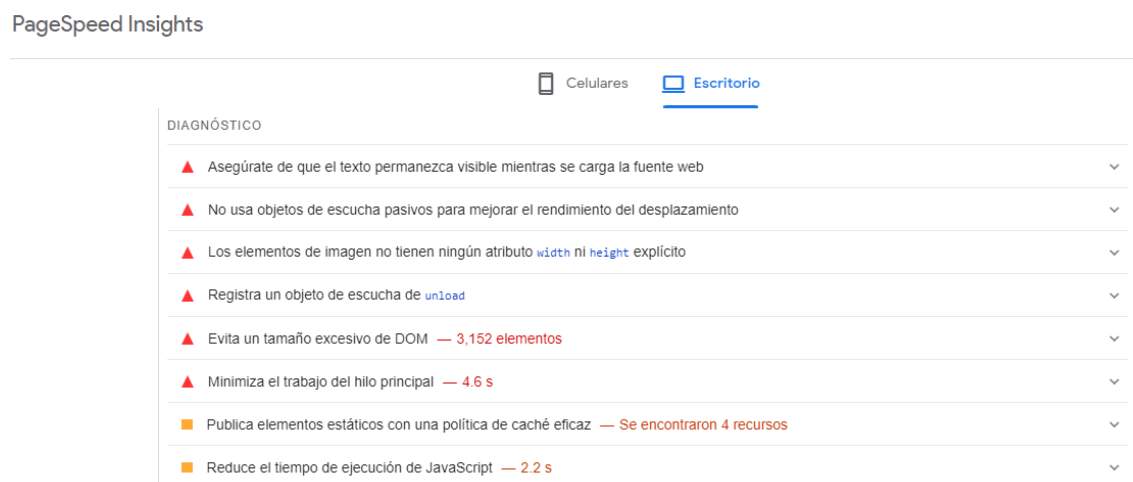 PageSpeed Insights
Celulares Escritorio
DIAGNÓSTICO
Asegúrate de que el texto permanezca visible mientras se carga la fuente web
No usa objetos de escucha pasivos para mejorar el rendimiento del desplazamiento
Los elementos de imagen no tienen ningún atributo width ni height explícito
Registra un objeto de escucha de unload
Evita un tamaño excesivo de DOM — 3,152 elementos
Minimiza el trabajo del hilo principal — 4.6 s
Publica elementos estáticos con una política de caché eficaz — Se encontraron 4 recursos
Reduce el tiempo de ejecución de JavaScript — 2.2 s